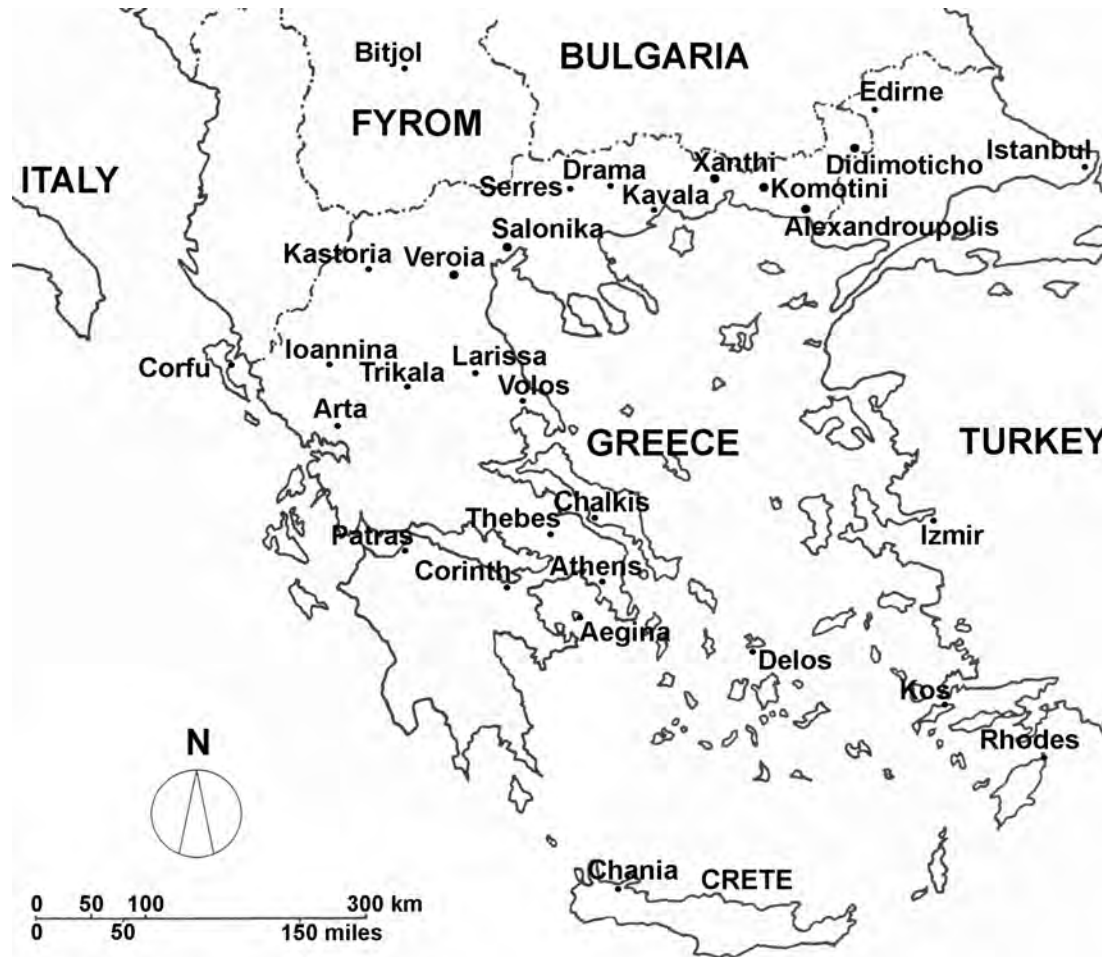 Bitjol
BULGARIA
Edirne
FYROM
Istanbul
ITALY
Xanthi
Didimoticho
Drama
Serres
Komotini
Kavala
Salonika
Alexandroupolis
Kastoria
Veroia
Ioannina
Larissa
Corfu
Trikala
Volos
Arta
GREECE
TURKEY
Chalkis
Thebes
Patras
Izmir
Corinth
Athens
Aegina
Delos
Kos
N
Rhodes
Chania
CRETE
0 50 100 300 km
0 50 150 miles